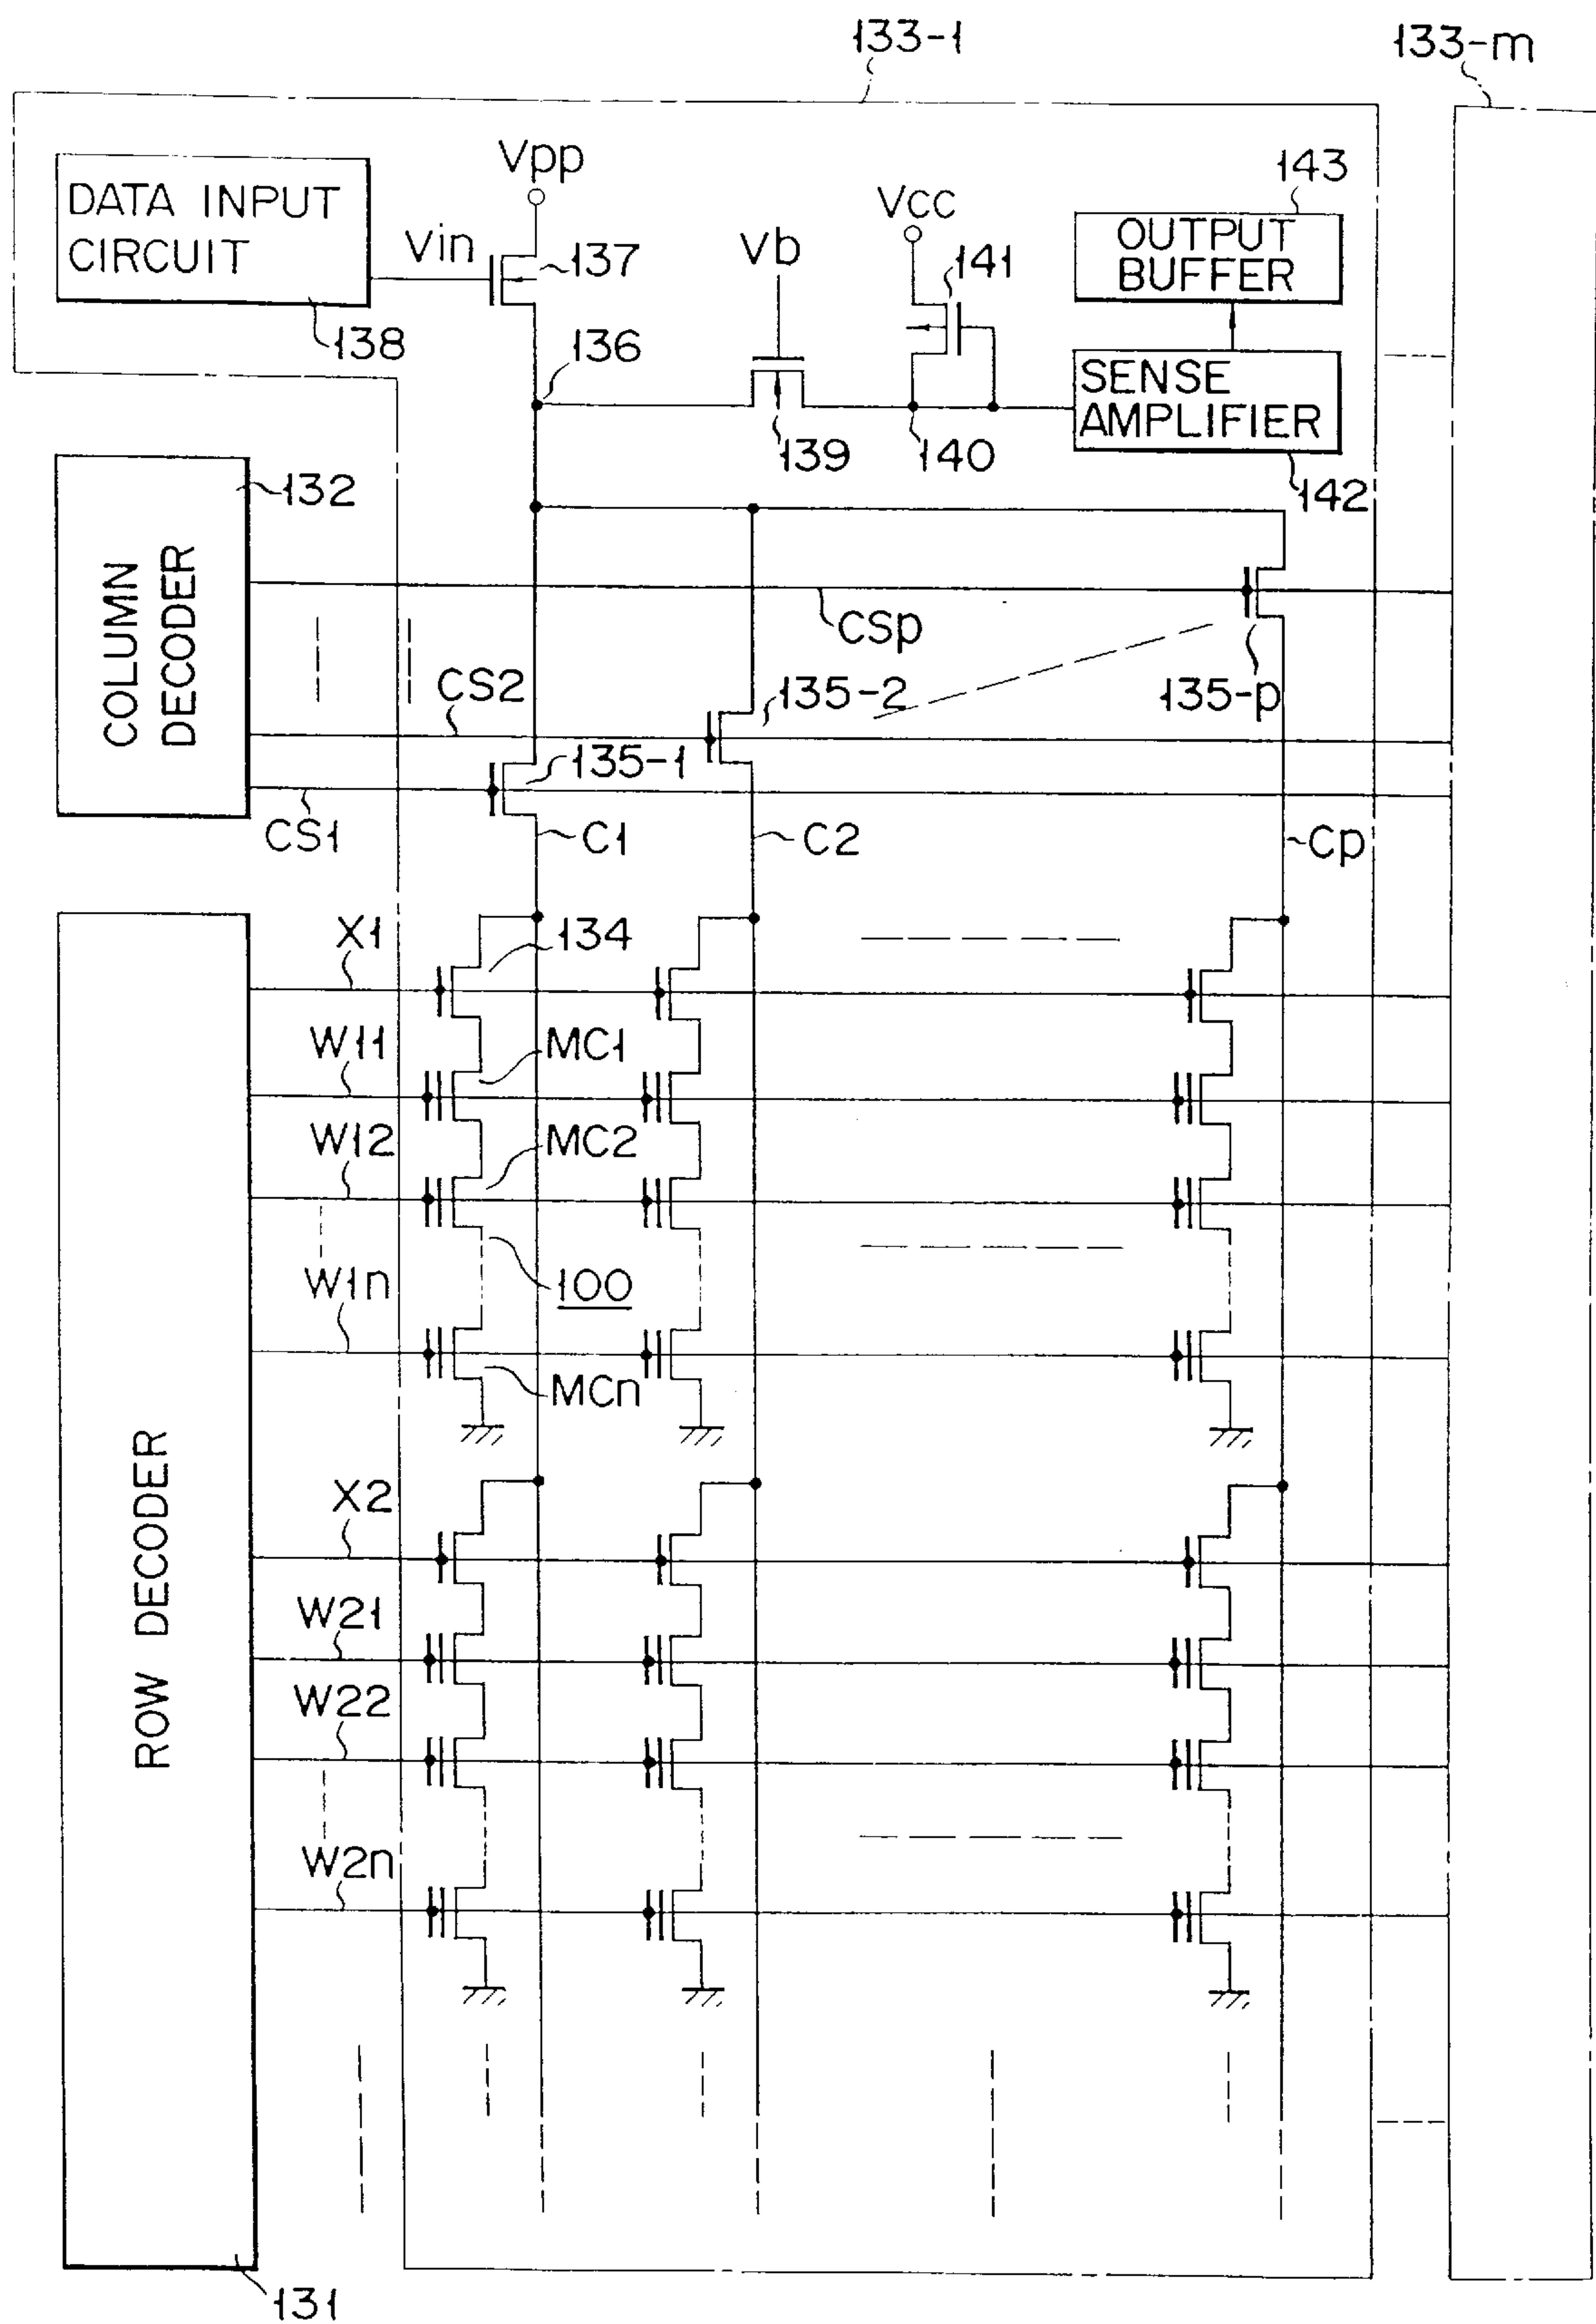 133-1
133-m
Vpp
143
DATA INPUT
CIRCUIT
Vcc
OUTPUT
BUFFER
Vin
137
Vb
141
138
136
SENSE
AMPLIFIER
139
140
142
132
COLUMN
DECODER
CSp
CS2
135-2
135-p
135-1
CS1
C1
C2
Cp
X1
134
W11
MC1
W12
MC2
W1n
100
MCn
ROW DECODER
X2
W21
W22
W2n
131